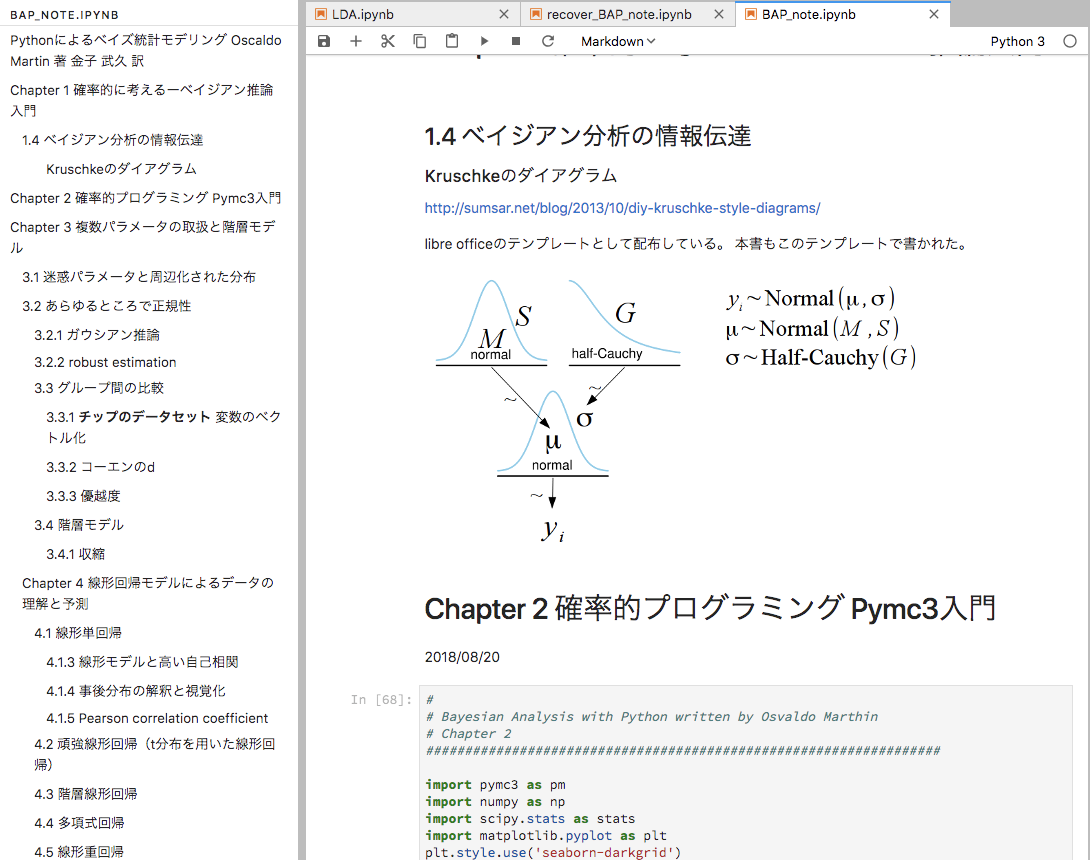 BAP_NOTE.IPYNB
Pythonによるベイズ統計モデリング Oscaldo
Martin 著 金子 武久 訳
Chapter 1 確率的に考えるーベイジアン推論
入門
1.4 ベイジアン分析の情報伝達
Kruschkeのダイアグラム
Chapter 2 確率的プログラミング Pymc3入門
Chapter 3 複数パラメータの取扱と階層モデ
ル
3.1 迷惑パラメータと周辺化された分布
3.2 あらゆるところで正規性
3.2.1 ガウシアン推論
3.2.2 robust estimation
3.3 グループ間の比較
3.3.1 チップのデータセット 変数のベク
トル化
3.3.2 コーエンのd
3.3.3 優越度
3.4 階層モデル
3.4.1 収縮
Chapter 4 線形回帰モデルによるデータの
理解と予測
4.1 線形単回帰
4.1.3 線形モデルと高い自己相関
4.1.4 事後分布の解釈と視覚化
4.1.5 Pearson correlation coefficient
4.2 頑強線形回帰（t分布を用いた線形回
帰）
4.3 階層線形回帰
4.4 多項式回帰
4.5 線形重回帰
LDA.ipynb
recover_BAP_note.ipynb
BAP_note.ipynb
Markdown
Python 3
1.4 ベイジアン分析の情報伝達
Kruschkeのダイアグラム
http://sumsar.net/blog/2013/10/diy-kruschke-style-diagrams/
libre officeのテンプレートとして配布している。 本書もこのテンプレートで書かれた。
M S
normal
G
half-Cauchy
~
~
σ
μ
normal
~
yi
yi ~ Normal(μ,σ)
μ ~ Normal(M ,S)
σ ~ Half-Cauchy(G)
Chapter 2 確率的プログラミング Pymc3入門
2018/08/20
In [68]:
#
# Bayesian Analysis with Python written by Osvaldo Marthin
# Chapter 2
##################################################################
import pymc3 as pm
import numpy as np
import scipy.stats as stats
import matplotlib.pyplot as plt
plt.style.use('seaborn-darkgrid')